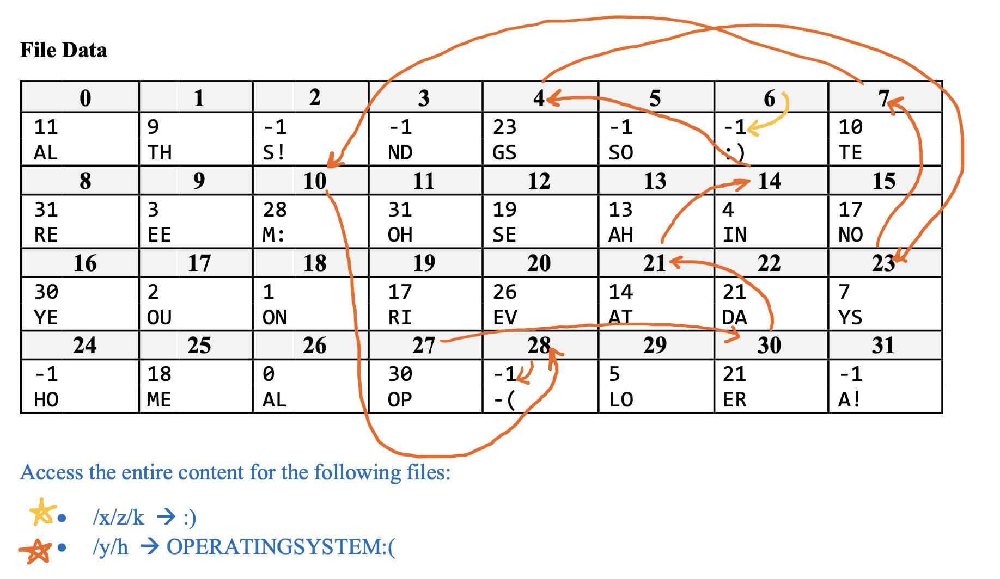 File Data
0 1 2 3 4 5 6 7
11 9 -1 -1 23 -1 -1 10
AL TH S! ND GS SO :) TE
8 9 10 11 12 13 14 15
31 3 28 31 19 13 4 17
RE EE M: OH SE AH IN NO
16 17 18 19 20 21 22 23
30 2 1 17 26 14 21 7
YE OU ON RI EV AT DA YS
24 25 26 27 28 29 30 31
-1 18 0 30 -1 5 21 -1
HO ME AL OP -( LO ER A!
Access the entire content for the following files:
• /x/z/k → :)
• /y/h → OPERATINGSYSTEM:(